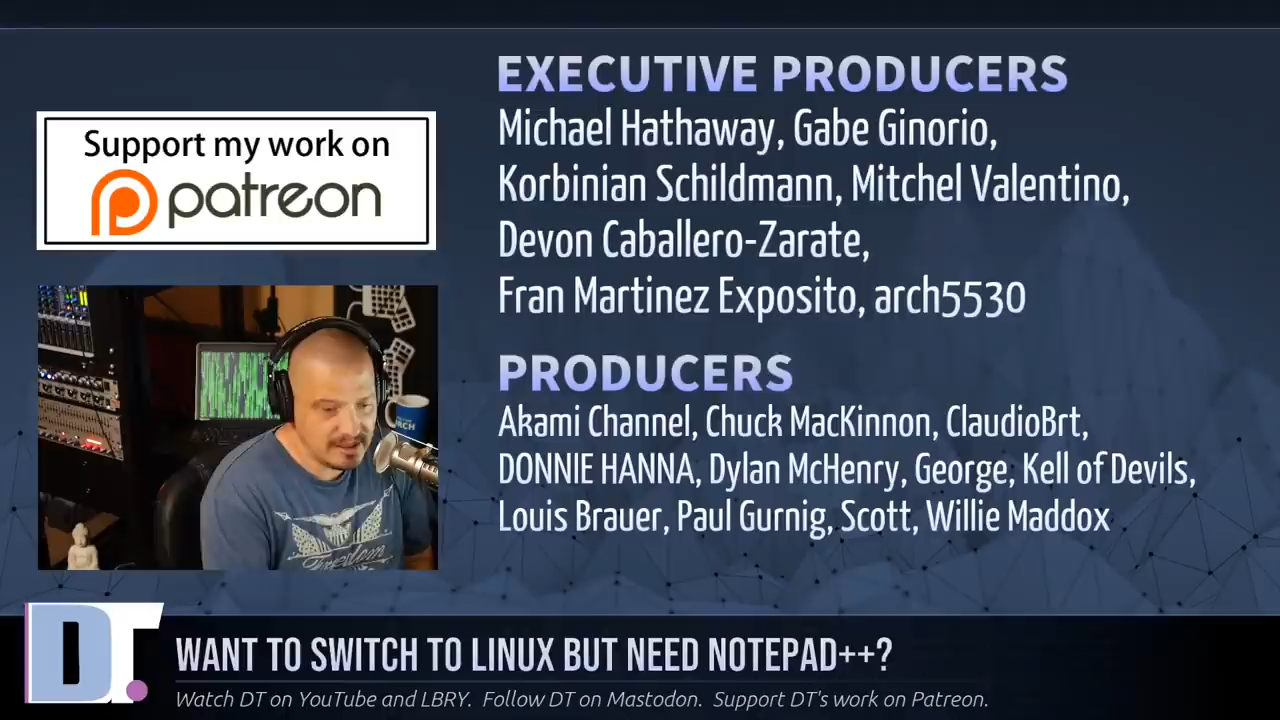 EXECUTIVE PRODUCERS
Michael Hathaway, Gabe Ginorio,
Korbinian Schildmann, Mitchel Valentino,
Devon Caballero-Zarate,
Fran Martinez Exposito, arch5530
Support my work on
patreon
PRODUCERS
Akami Channel, Chuck MacKinnon, ClaudioBrt,
DONNIE HANNA, Dylan McHenry, George, Kell of Devils,
Louis Brauer, Paul Gurnig, Scott, Willie Maddox
ARCH
Freedom
DT.
WANT TO SWITCH TO LINUX BUT NEED NOTEPAD++?
Watch DT on YouTube and LBRY. Follow DT on Mastodon. Support DT's work on Patreon.